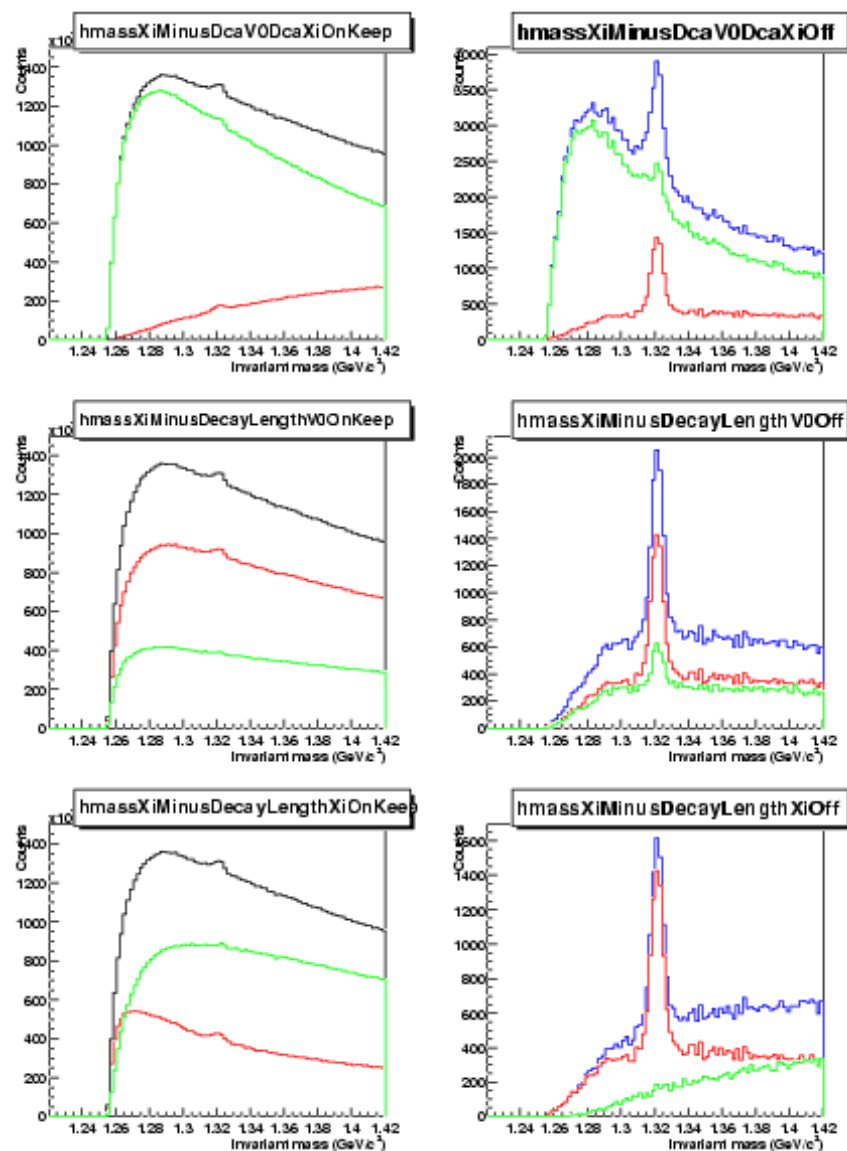 hmassXiMinusDcaV0DcaXiOnKeep
Counts
1400
1200
1000
800
600
400
200
0
1.24 1.26 1.28 1.3 1.32 1.34 1.36 1.38 1.4 1.42
Invariant mass (GeV/c²)
hmassXiMinusDcaV0DcaXiOff
Counts
4000
3500
3000
2500
2000
1500
1000
500
0
1.24 1.26 1.28 1.3 1.32 1.34 1.36 1.38 1.4 1.42
Invariant mass (GeV/c²)
hmassXiMinusDecayLengthV0OnKeep
Counts
1400
1200
1000
800
600
400
200
0
1.24 1.26 1.28 1.3 1.32 1.34 1.36 1.38 1.4 1.42
Invariant mass (GeV/c²)
hmassXiMinusDecayLengthV0Off
Counts
2000
1800
1600
1400
1200
1000
800
600
400
200
0
1.24 1.26 1.28 1.3 1.32 1.34 1.36 1.38 1.4 1.42
Invariant mass (GeV/c²)
hmassXiMinusDecayLengthXiOnKeep
Counts
1400
1200
1000
800
600
400
200
0
1.24 1.26 1.28 1.3 1.32 1.34 1.36 1.38 1.4 1.42
Invariant mass (GeV/c²)
hmassXiMinusDecayLengthXiOff
Counts
1600
1400
1200
1000
800
600
400
200
0
1.24 1.26 1.28 1.3 1.32 1.34 1.36 1.38 1.4 1.42
Invariant mass (GeV/c²)